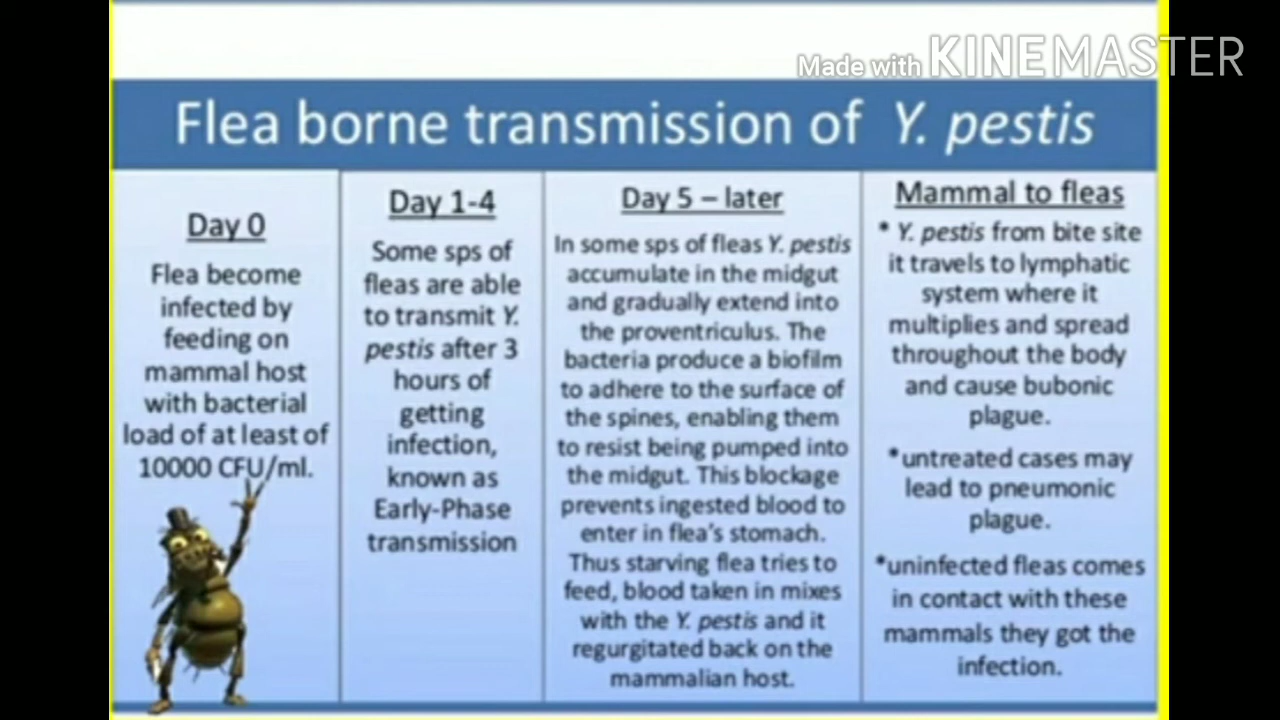 Made with KINEMASTER
Flea borne transmission of Y. pestis
Day 0
Flea become
infected by
feeding on
mammal host
with bacterial
load of at least of
10000 CFU/ml.
Day 1-4
Some sps of
fleas are able
to transmit Y.
pestis after 3
hours of
getting
infection,
known as
Early-Phase
transmission
Day 5 – later
In some sps of fleas Y. pestis
accumulate in the midgut
and gradually extend into
the proventriculus. The
bacteria produce a biofilm
to adhere to the surface of
the spines, enabling them
to resist being pumped into
the midgut. This blockage
prevents ingested blood to
enter in flea's stomach.
Thus starving flea tries to
feed, blood taken in mixes
with the Y. pestis and it
regurgitated back on the
mammalian host.
Mammal to fleas
* Y. pestis from bite site
it travels to lymphatic
system where it
multiplies and spread
throughout the body
and cause bubonic
plague.
*untreated cases may
lead to pneumonic
plague.
*uninfected fleas comes
in contact with these
mammals they got the
infection.